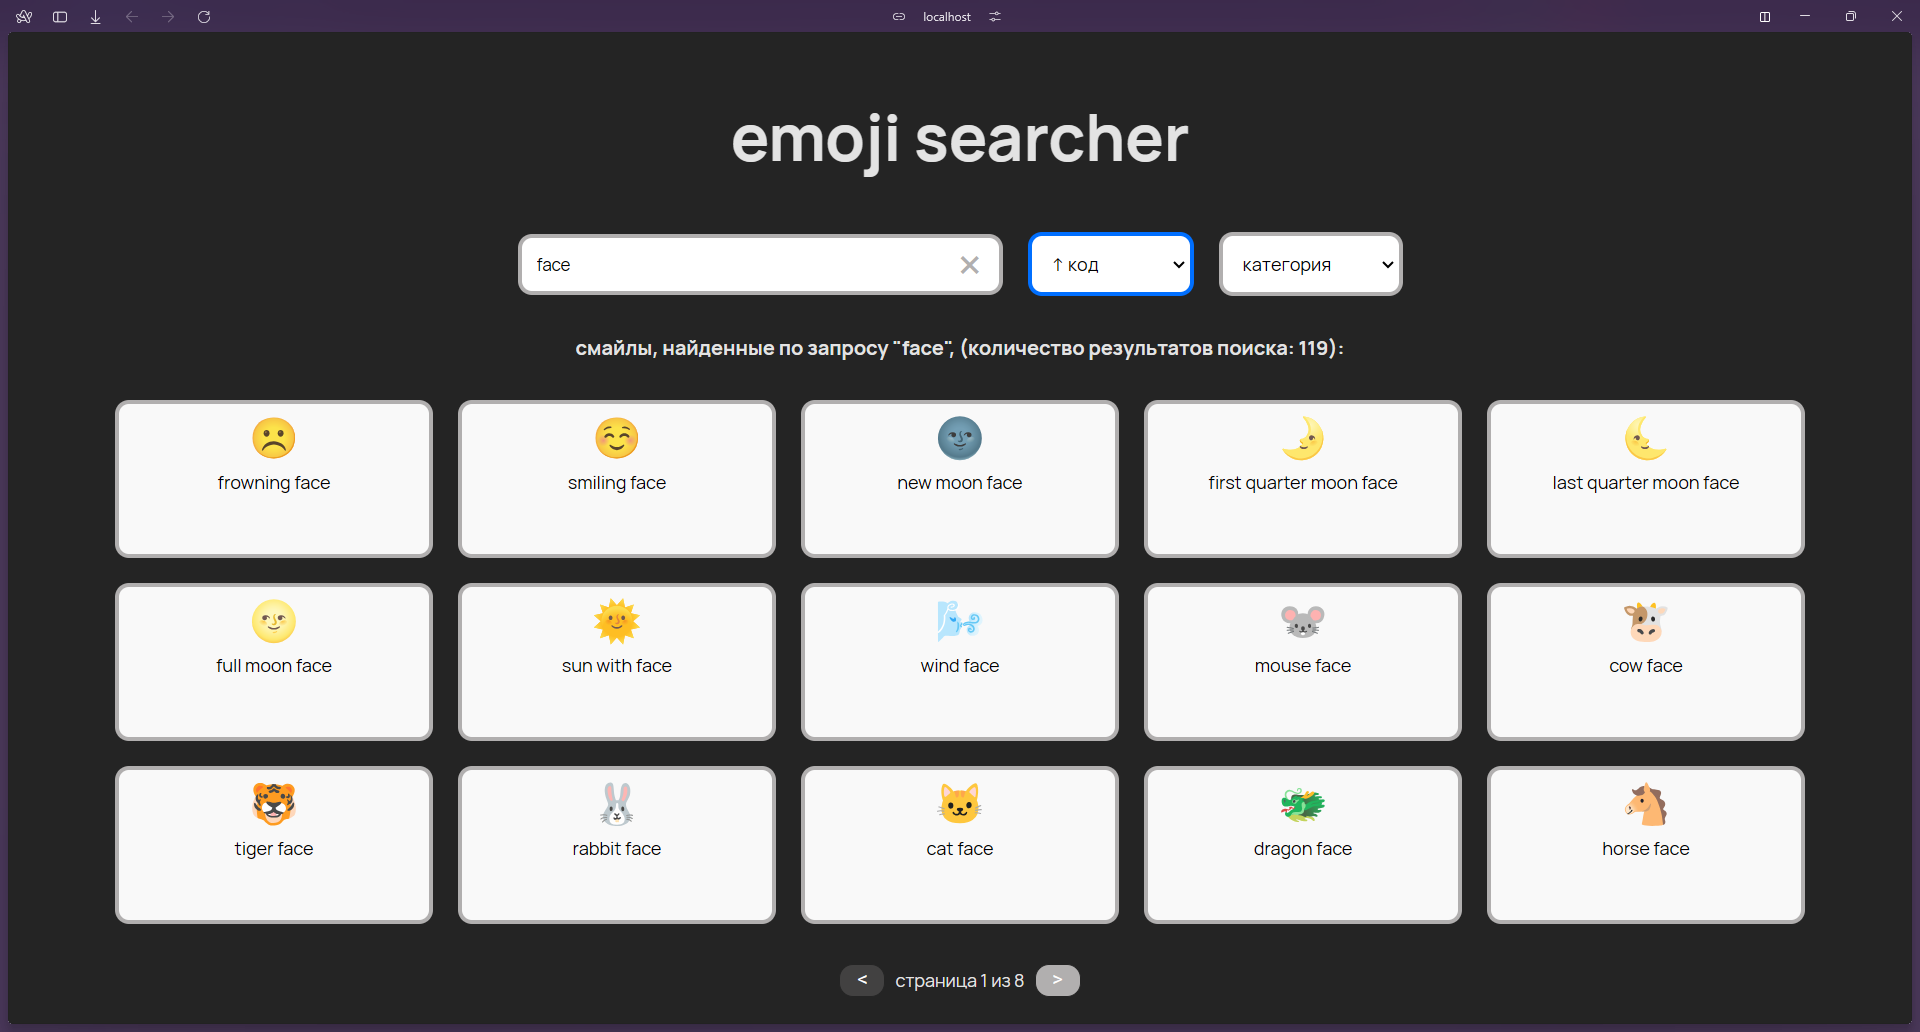 localhost
emoji searcher
face
↑ код
категория
смайлы, найденные по запросу "face", (количество результатов поиска: 119):
frowning face
smiling face
new moon face
first quarter moon face
last quarter moon face
full moon face
sun with face
wind face
mouse face
cow face
tiger face
rabbit face
cat face
dragon face
horse face
< страница 1 из 8 >